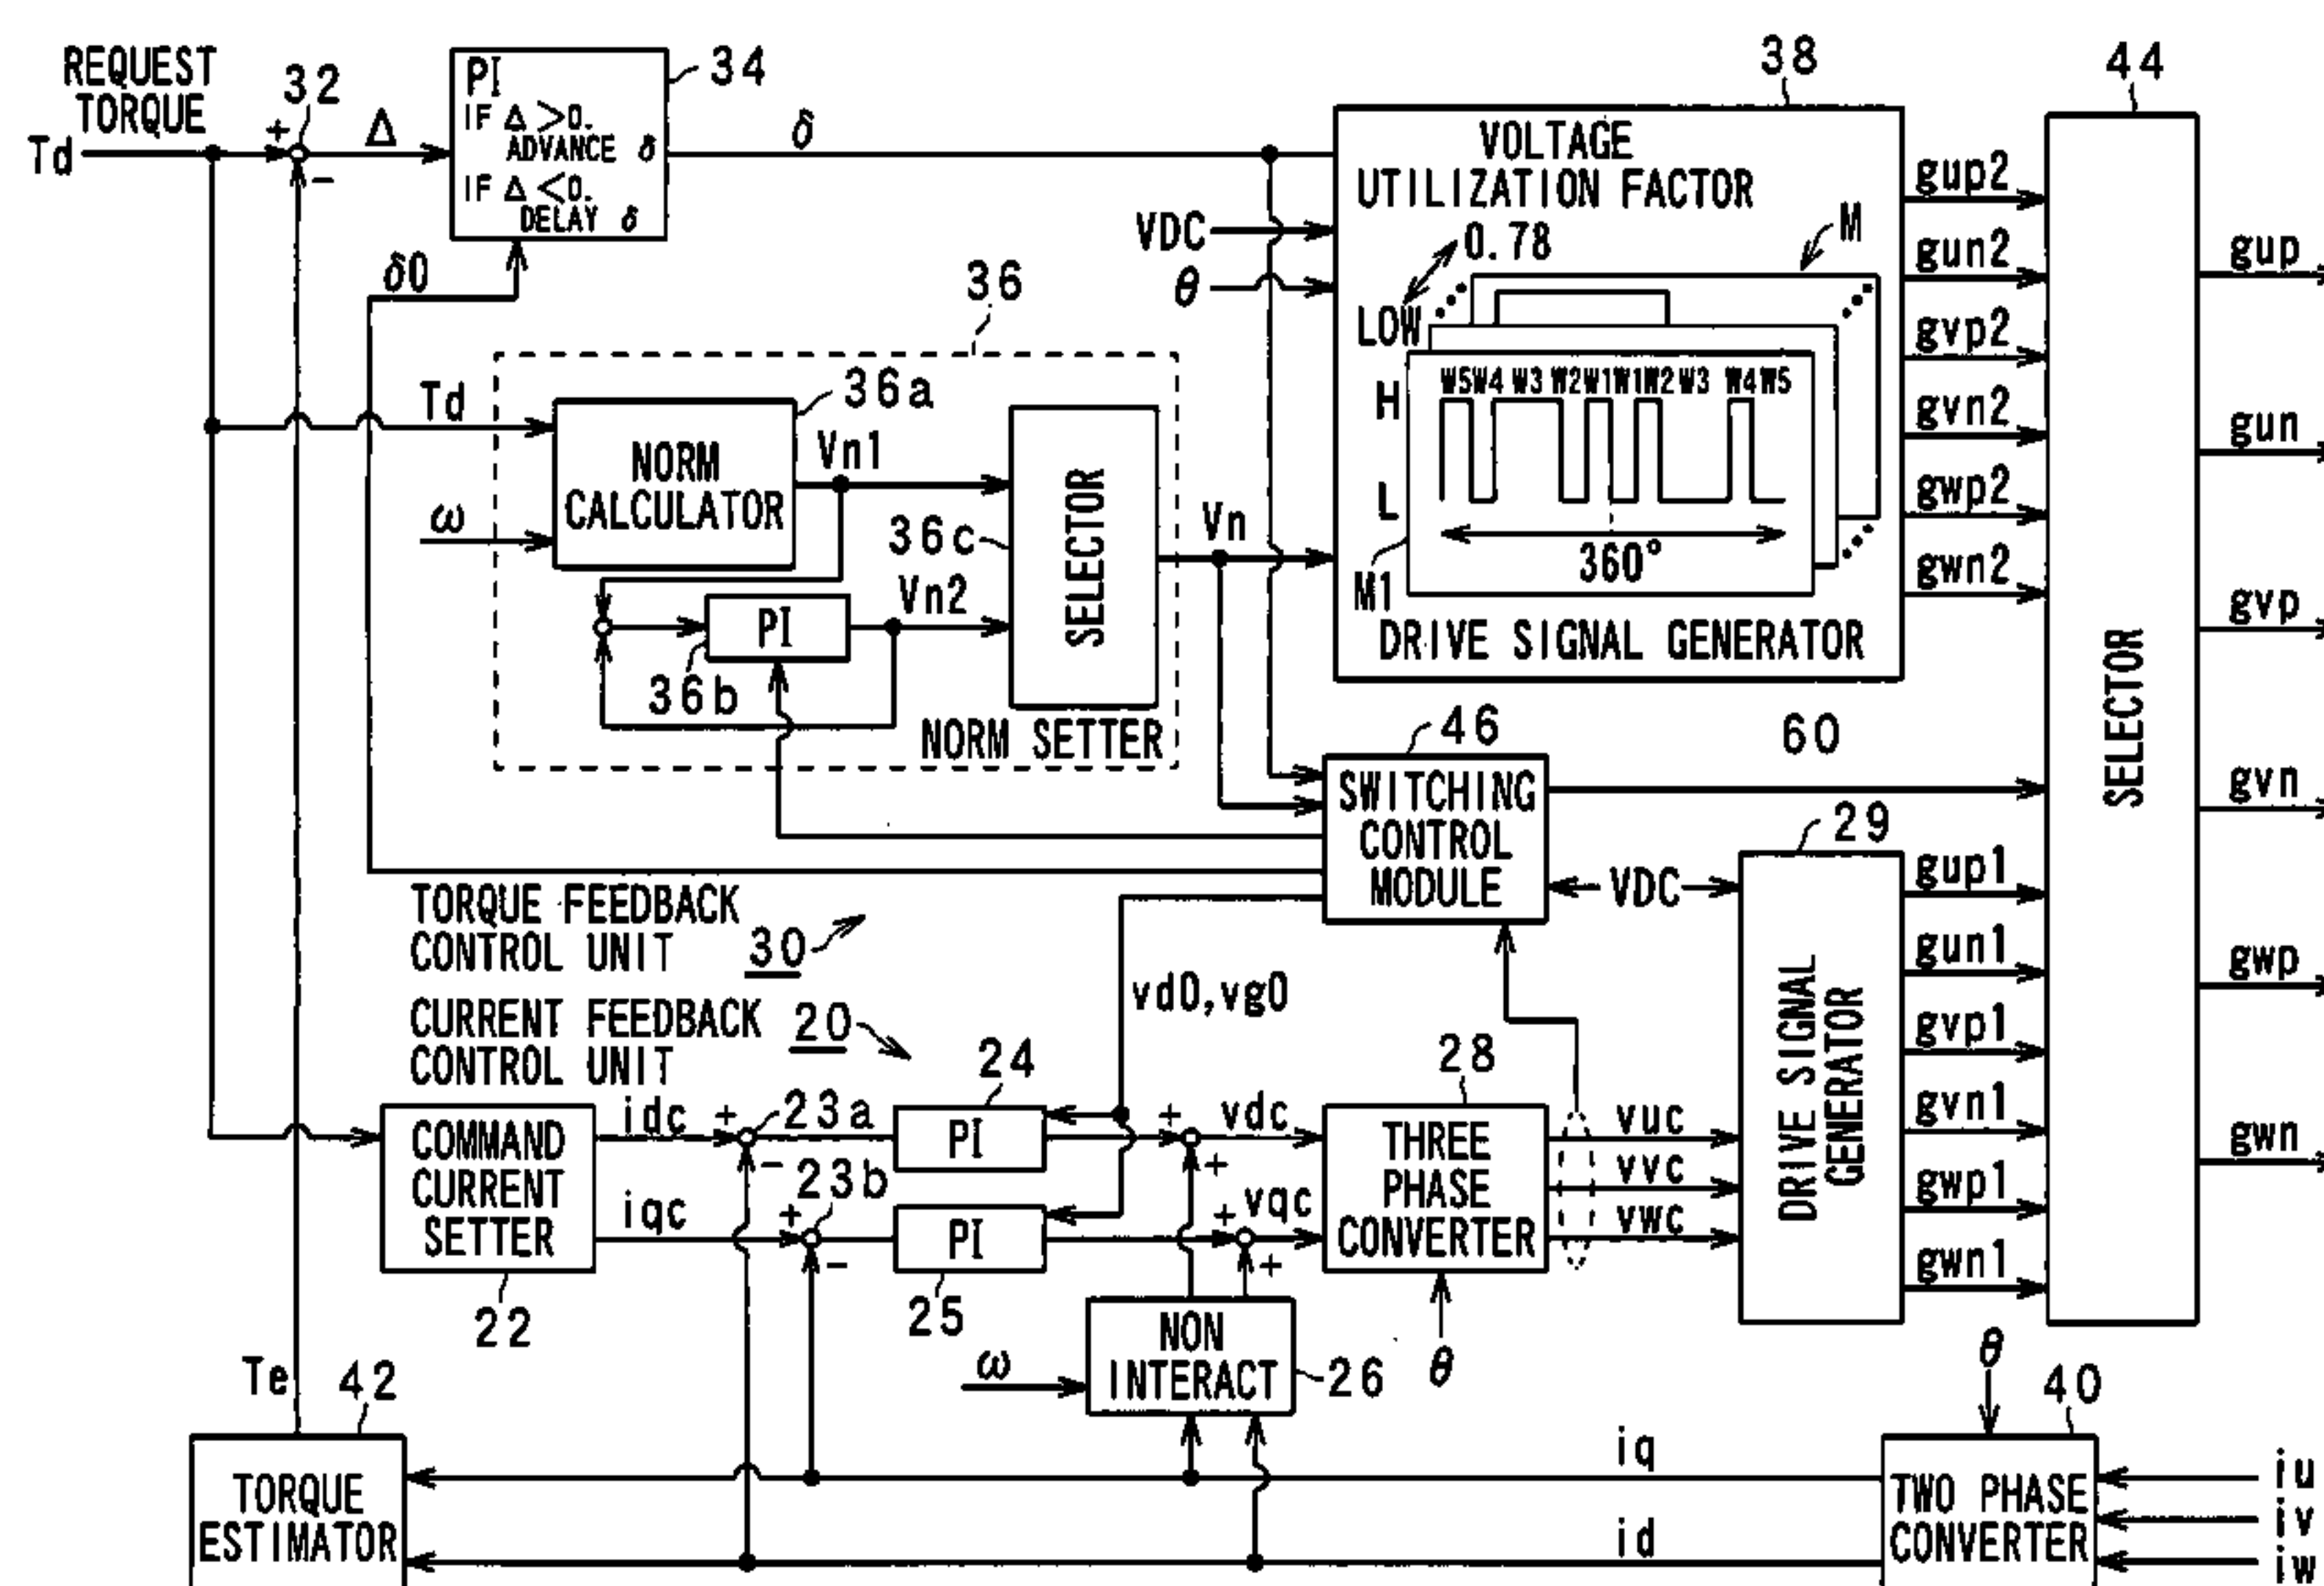 REQUEST
TORQUE
Td
32
+
-
Δ
PI
IF Δ>0.
ADVANCE δ
IF Δ<0.
DELAY δ
34
δ
δ0
VDC
θ
38
VOLTAGE
UTILIZATION FACTOR
0.78
LOW
M
H
L
W5W4 W3 W2W1W1W2 W3 W4W5
360°
M1
DRIVE SIGNAL GENERATOR
44
SELECTOR
gup2
gun2
gvp2
gvn2
gwp2
gwn2
gup
gun
gvp
gvn
gwp
gwn
36
Td
ω
36a
NORM
CALCULATOR
Vn1
36c
SELECTOR
Vn
Vn2
PI
36b
NORM SETTER
46
60
SWITCHING
CONTROL
MODULE
VDC
29
DRIVE SIGNAL
GENERATOR
gup1
gun1
gvp1
gvn1
gwp1
gwn1
TORQUE FEEDBACK
CONTROL UNIT
30
CURRENT FEEDBACK
CONTROL UNIT
20
vd0,vg0
COMMAND
CURRENT
SETTER
22
idc
+
-
23a
iqc
+
-
23b
24
PI
PI
25
+
+
vdc
+
+
vqc
28
THREE
PHASE
CONVERTER
θ
vuc
vvc
vwc
ω
NON
INTERACT
26
Te
42
TORQUE
ESTIMATOR
iq
id
θ
40
TWO PHASE
CONVERTER
iu
iv
iw